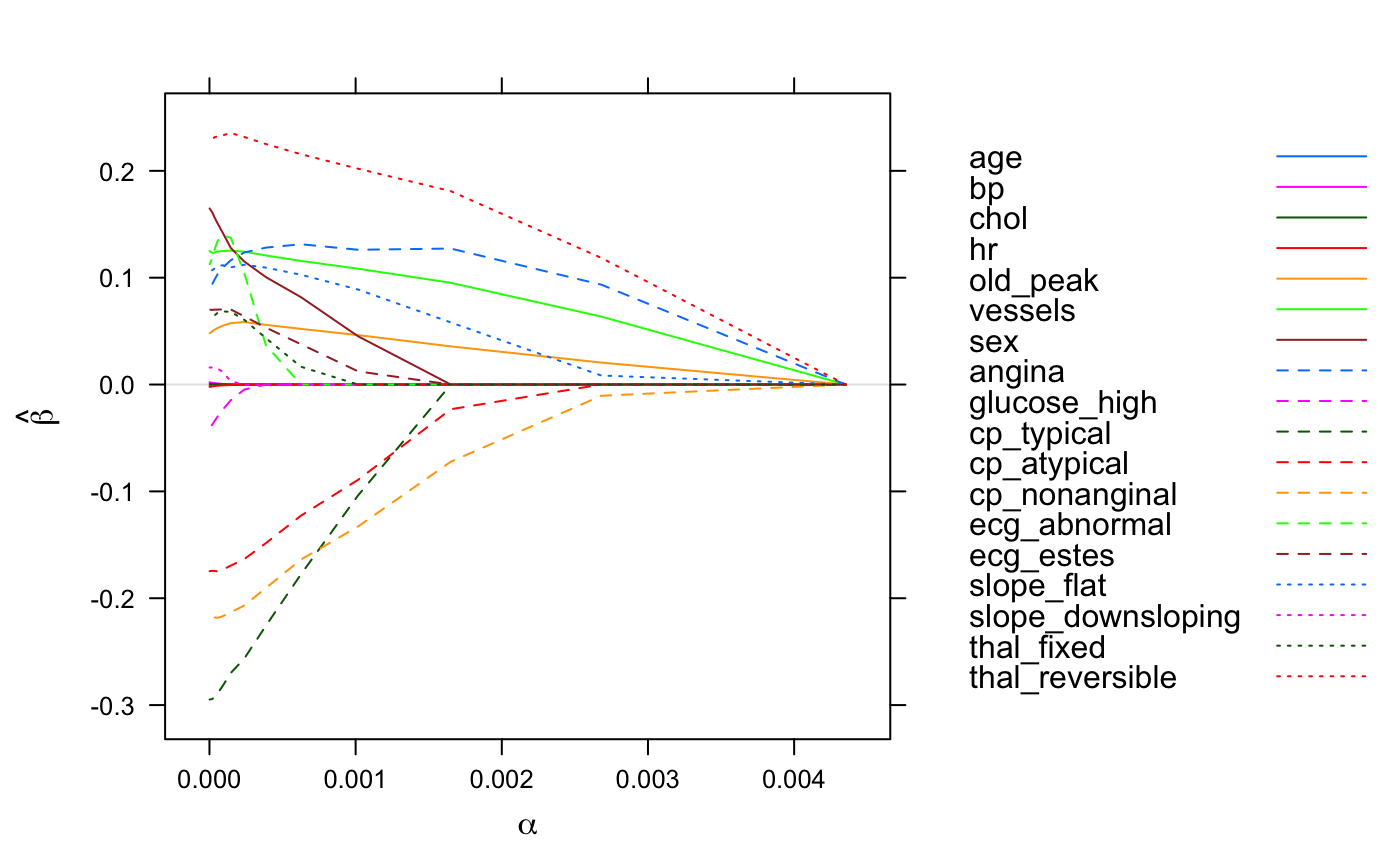 0.2
0.1
0.0
-0.1
-0.2
-0.3
β̂
0.000 0.001 0.002 0.003 0.004
α
age
bp
chol
hr
old_peak
vessels
sex
angina
glucose_high
cp_typical
cp_atypical
cp_nonanginal
ecg_abnormal
ecg_estes
slope_flat
slope_downsloping
thal_fixed
thal_reversible